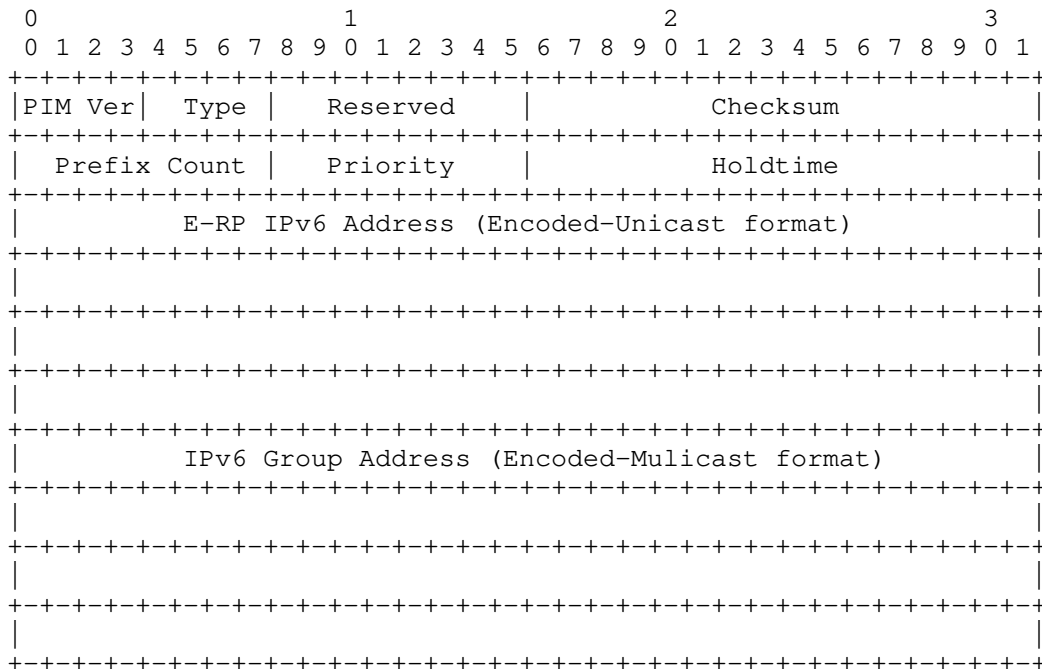 0                   1                   2                   3
 0 1 2 3 4 5 6 7 8 9 0 1 2 3 4 5 6 7 8 9 0 1 2 3 4 5 6 7 8 9 0 1
+-+-+-+-+-+-+-+-+-+-+-+-+-+-+-+-+-+-+-+-+-+-+-+-+-+-+-+-+-+-+-+-+
|PIM Ver|  Type |   Reserved    |           Checksum            |
+-+-+-+-+-+-+-+-+-+-+-+-+-+-+-+-+-+-+-+-+-+-+-+-+-+-+-+-+-+-+-+-+
|  Prefix Count |   Priority    |           Holdtime            |
+-+-+-+-+-+-+-+-+-+-+-+-+-+-+-+-+-+-+-+-+-+-+-+-+-+-+-+-+-+-+-+-+
|          E-RP IPv6 Address (Encoded-Unicast format)           |
+-+-+-+-+-+-+-+-+-+-+-+-+-+-+-+-+-+-+-+-+-+-+-+-+-+-+-+-+-+-+-+-+
|                                                               |
+-+-+-+-+-+-+-+-+-+-+-+-+-+-+-+-+-+-+-+-+-+-+-+-+-+-+-+-+-+-+-+-+
|                                                               |
+-+-+-+-+-+-+-+-+-+-+-+-+-+-+-+-+-+-+-+-+-+-+-+-+-+-+-+-+-+-+-+-+
|                                                               |
+-+-+-+-+-+-+-+-+-+-+-+-+-+-+-+-+-+-+-+-+-+-+-+-+-+-+-+-+-+-+-+-+
|          IPv6 Group Address (Encoded-Mulicast format)         |
+-+-+-+-+-+-+-+-+-+-+-+-+-+-+-+-+-+-+-+-+-+-+-+-+-+-+-+-+-+-+-+-+
|                                                               |
+-+-+-+-+-+-+-+-+-+-+-+-+-+-+-+-+-+-+-+-+-+-+-+-+-+-+-+-+-+-+-+-+
|                                                               |
+-+-+-+-+-+-+-+-+-+-+-+-+-+-+-+-+-+-+-+-+-+-+-+-+-+-+-+-+-+-+-+-+
|                                                               |
+-+-+-+-+-+-+-+-+-+-+-+-+-+-+-+-+-+-+-+-+-+-+-+-+-+-+-+-+-+-+-+-+